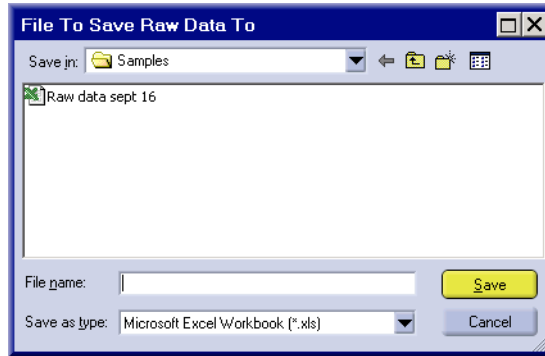 File To Save Raw Data To
Save in: Samples
Raw data sept 16
File name:
Save
Save as type: Microsoft Excel Workbook (*.xls)
Cancel